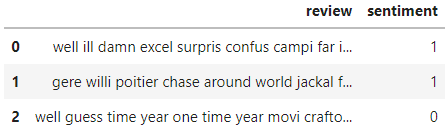 review sentiment
0 well ill damn excel surpris confus campi far i... 1
1 gere willi poitier chase around world jackal f... 1
2 well guess time year one time year movi crafto... 0